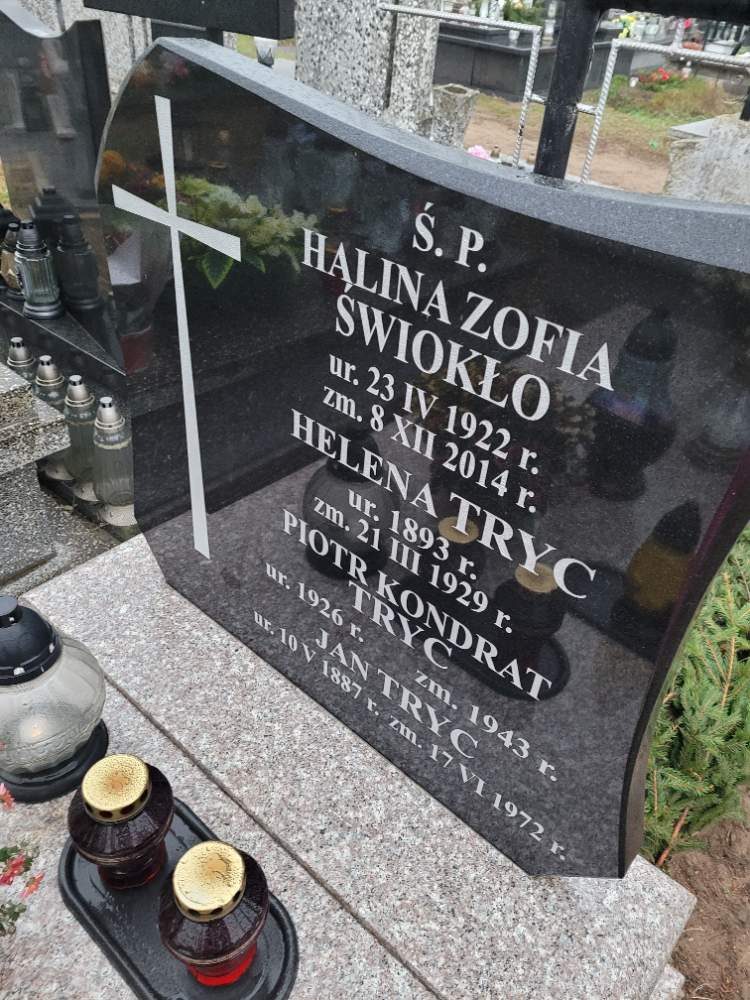 Ś. P.
HALINA ZOFIA
ŚWIOKŁO
ur. 23 IV 1922 r.
zm. 8 XII 2014 r.
HELENA TRYC
ur. 1893 r.
zm. 21 III 1929 r.
PIOTR KONDRAT
TRYC
ur. 1926 r. zm. 1943 r.
JAN TRYC
ur. 10 V 1887 r. zm. 17 VI 1972 r.